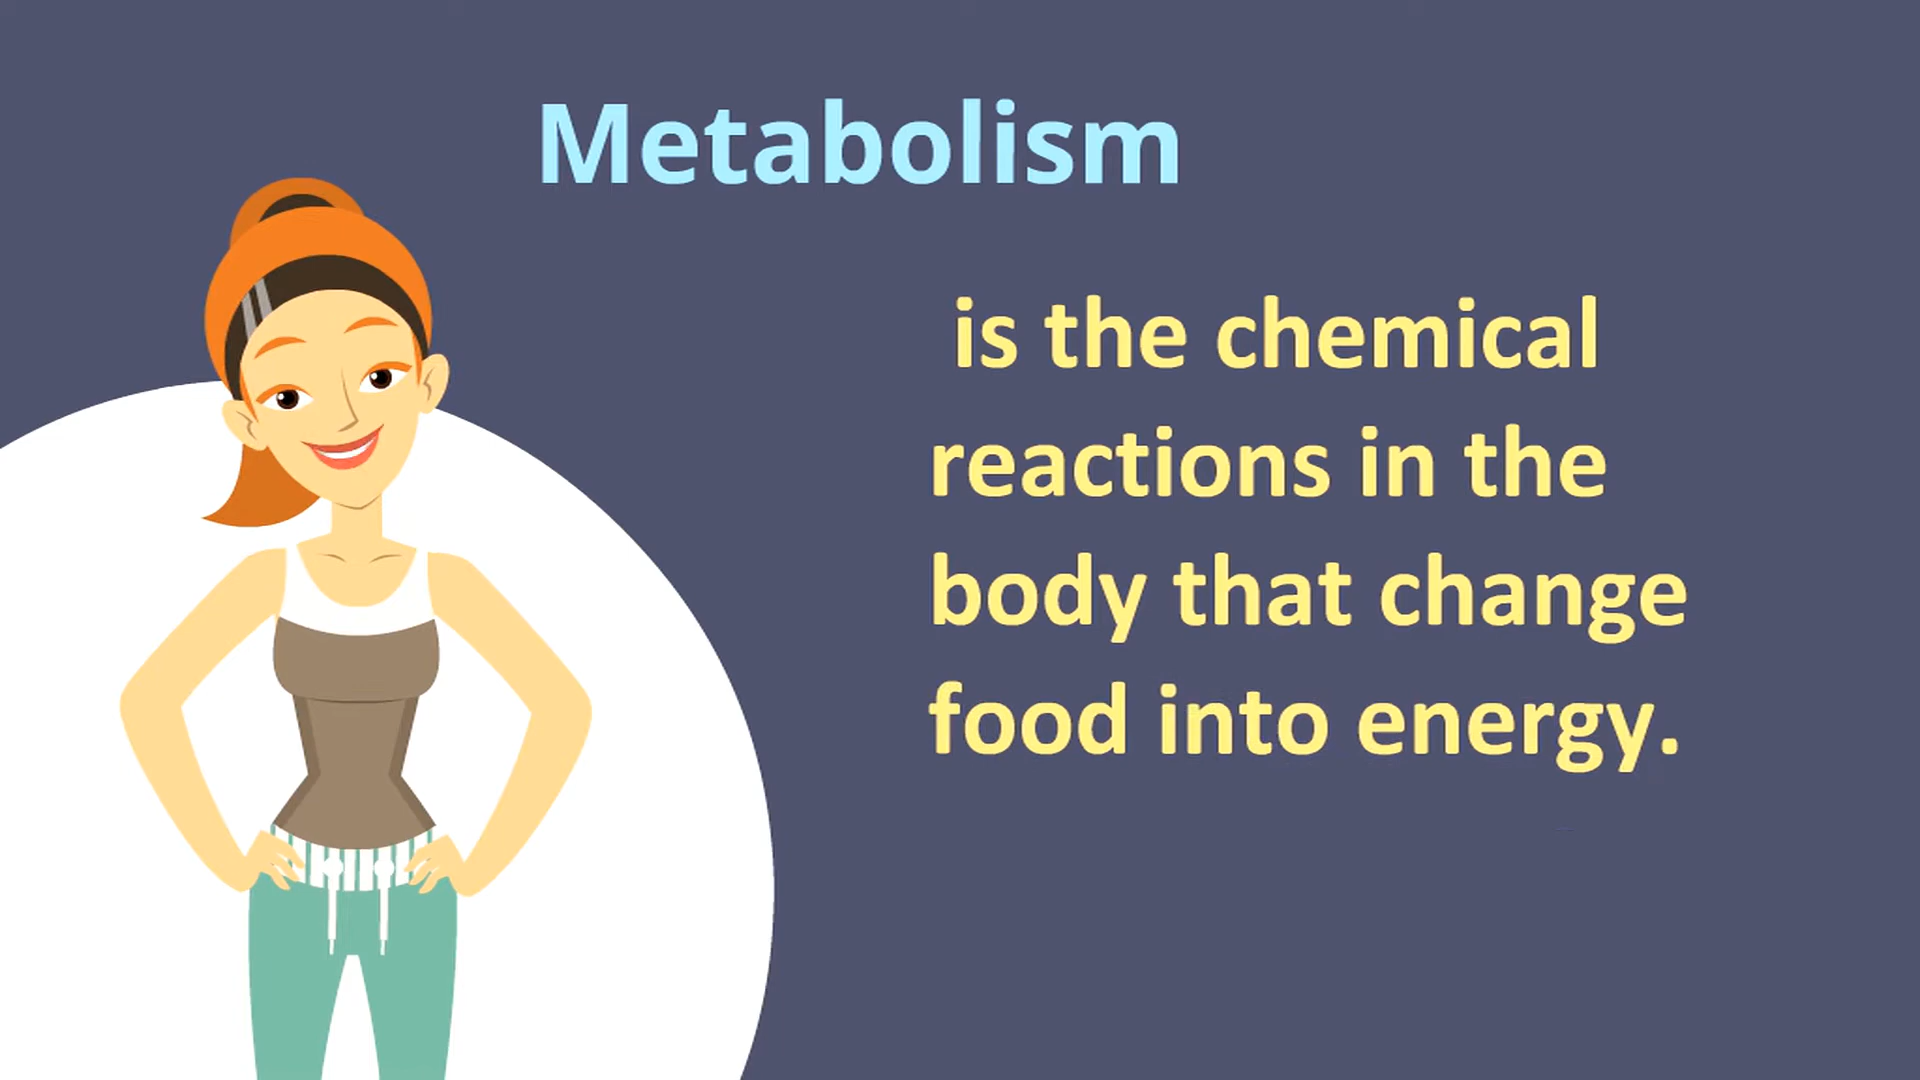 Metabolism
is the chemical
reactions in the
body that change
food into energy.